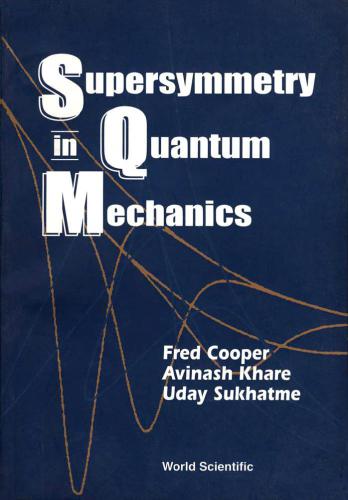 Supersymmetry
in Quantum
Mechanics
Fred Cooper
Avinash Khare
Uday Sukhatme
World Scientific